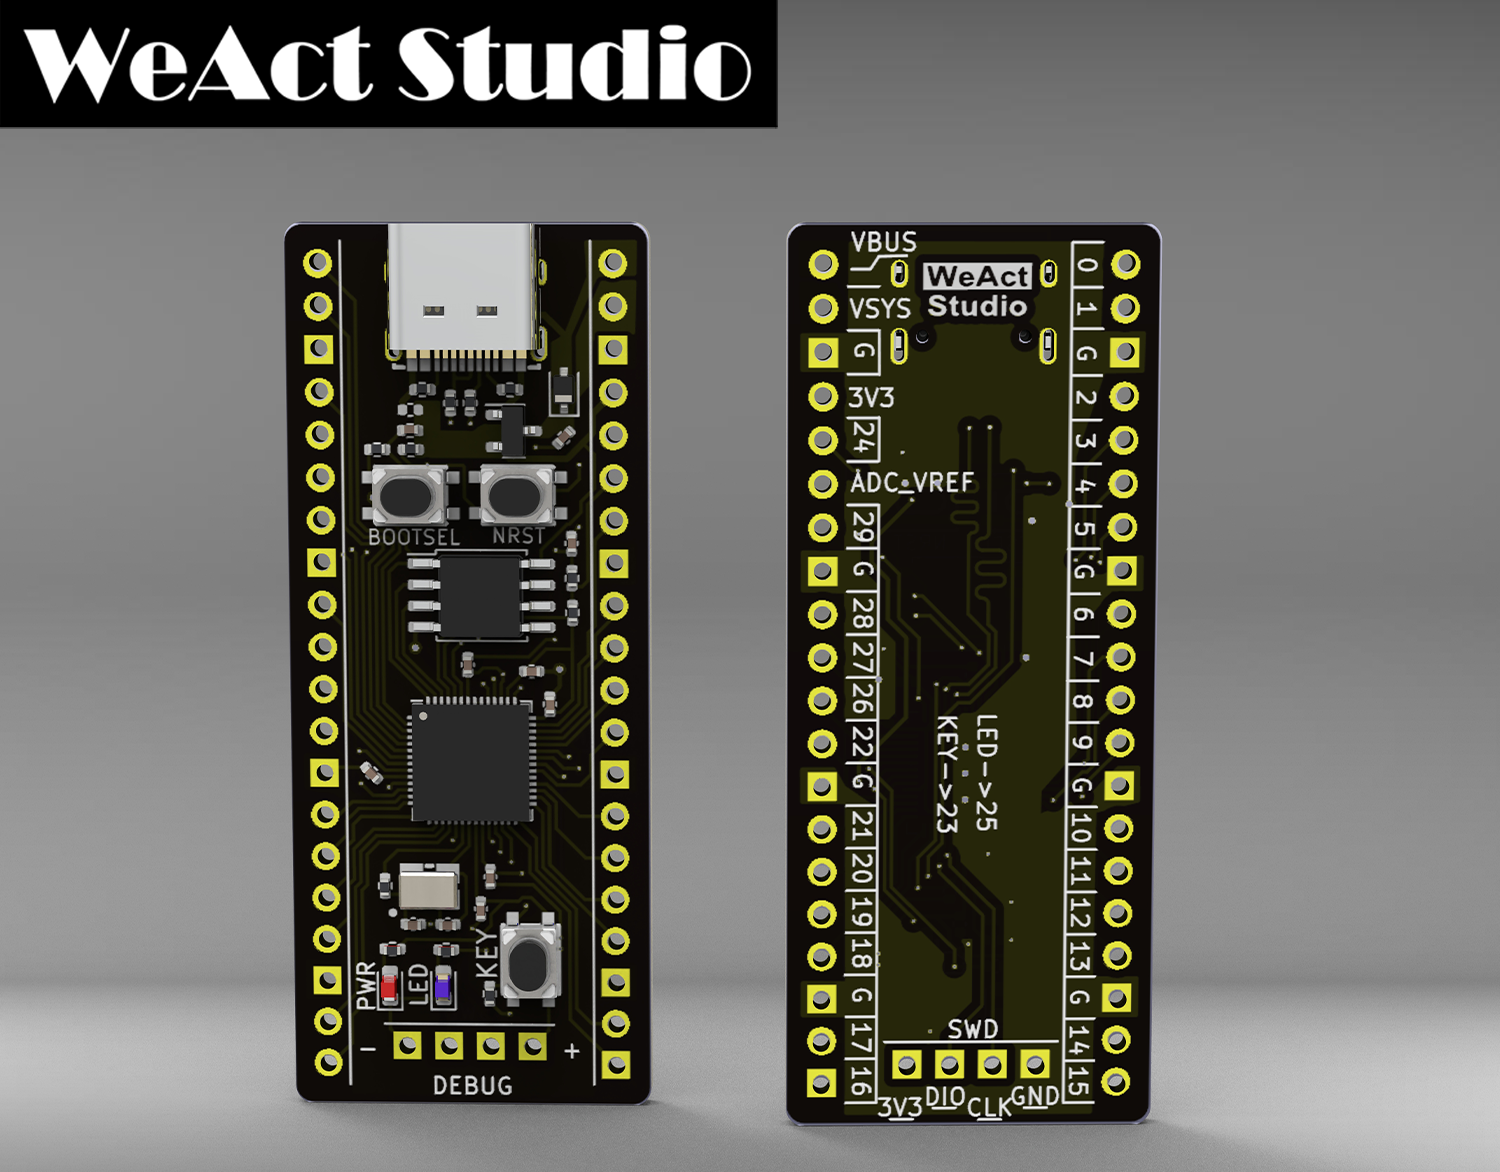 WeAct Studio
BOOTSEL
NRST
PWR
LED
KEY
-
+
DEBUG
VBUS
VSYS
G
3V3
24
ADC_VREF
29
G
28
27
26
22
G
21
20
19
18
G
17
16
WeAct
Studio
LED->25
KEY->23
0
1
G
2
3
4
5
G
6
7
8
9
G
10
11
12
13
G
14
15
SWD
3V3
DIO
CLK
GND